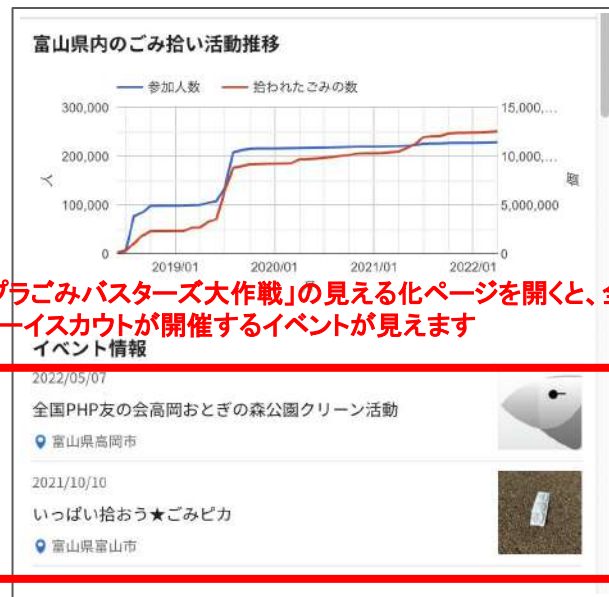 富山県内のごみ拾い活動推移
参加人数 拾われたごみの数
300,000 15,000,...
200,000 10,000,...
100,000 5,000,000
0 0
人
個
2019/01 2020/01 2021/01 2022/01
プラごみバスターズ大作戦」の見える化ページを開くと、全
ーイスカウトが開催するイベントが見えます
イベント情報
2022/05/07
全国PHP友の会高岡おとぎの森公園クリーン活動
富山県高岡市
2021/10/10
いっぱい拾おう★ごみピカ
富山県富山市